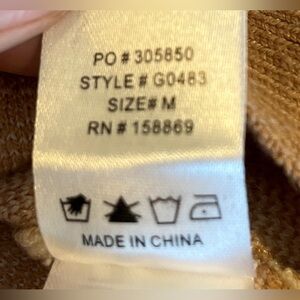 PO # 305850
STYLE # G0483
SIZE# M
RN # 158869
MADE IN CHINA